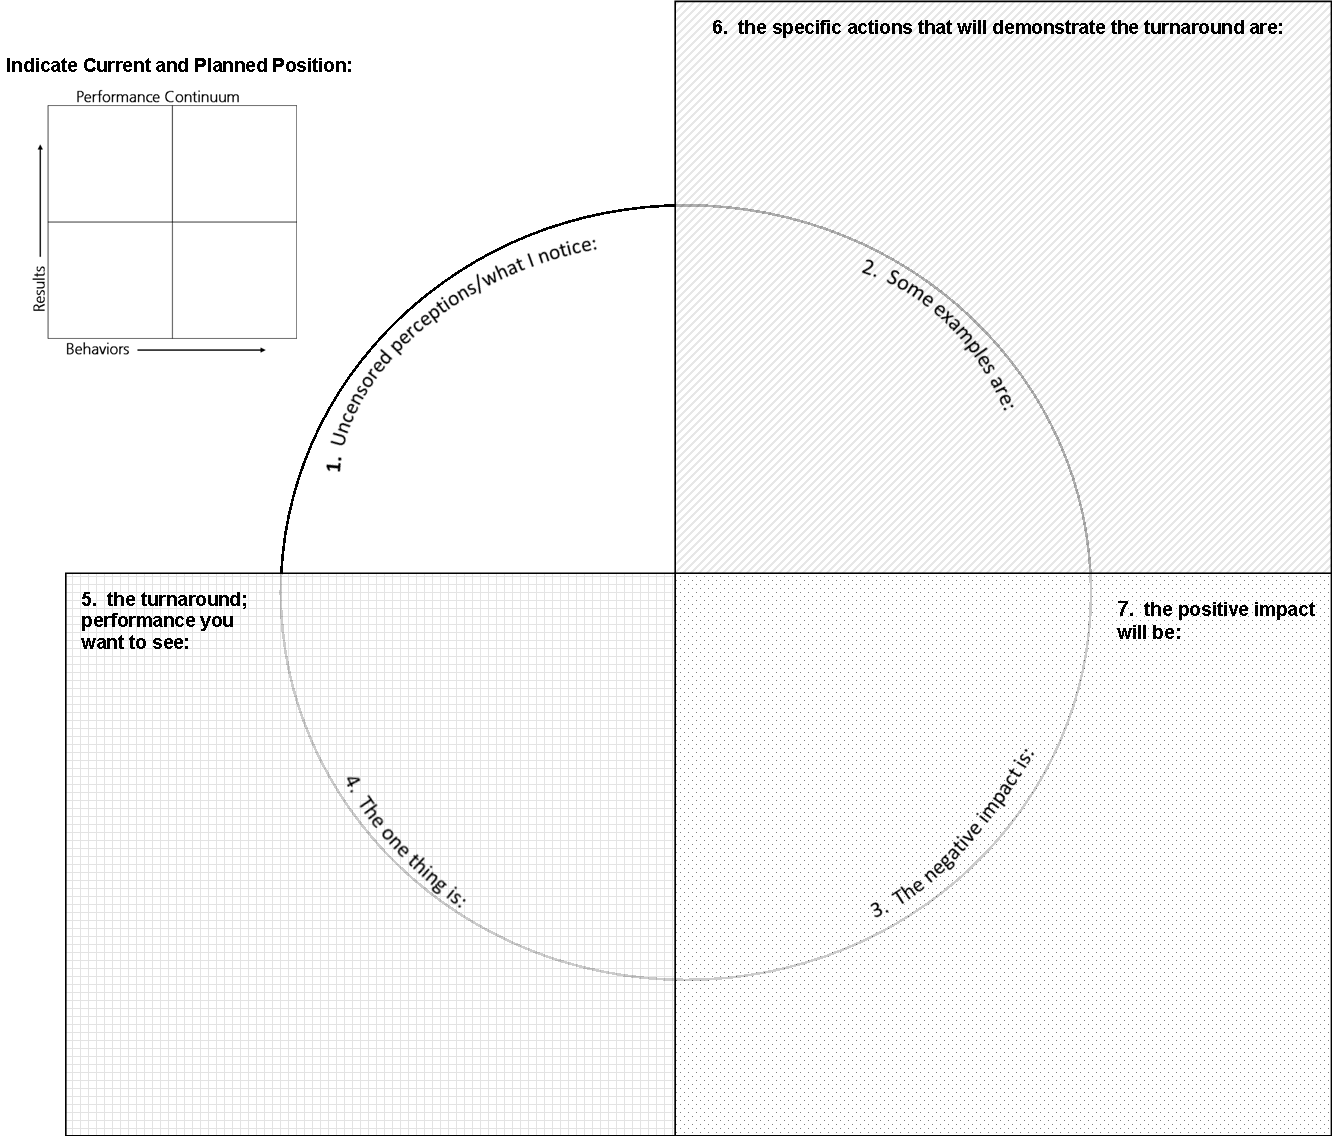 6.  the specific actions that will demonstrate the turnaround are:
Indicate Current and Planned Position:
Performance Continuum
Results
Behaviors
1.  Uncensored perceptions/what I notice:
2.  Some examples are:
5.  the turnaround;
performance you
want to see:
7.  the positive impact
will be:
3.  The negative impact is:
4.  The one thing is: